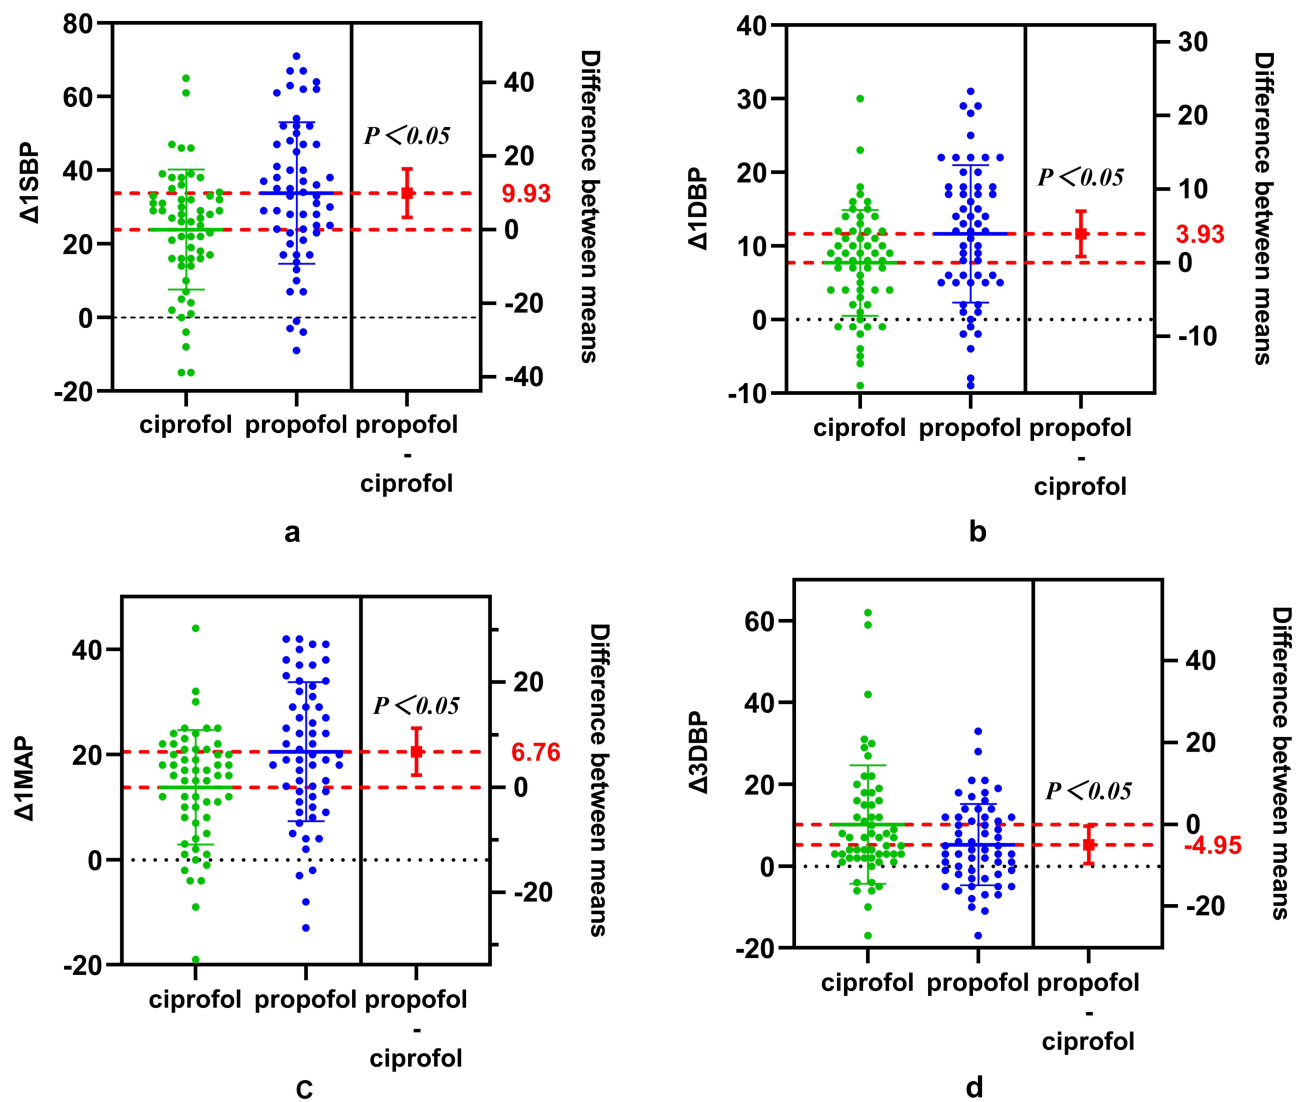 80
60
40
20
0
-20
Δ1SBP
P<0.05
40
20
9.93
0
-20
-40
Difference between means
ciprofol propofol propofol
-
ciprofol
a
40
30
20
10
0
-10
Δ1DBP
P<0.05
30
20
10
3.93
0
-10
Difference between means
ciprofol propofol propofol
-
ciprofol
b
40
20
0
-20
Δ1MAP
P<0.05
20
6.76
0
-20
Difference between means
ciprofol propofol propofol
-
ciprofol
c
60
40
20
0
-20
Δ3DBP
P<0.05
40
20
0
-4.95
-20
Difference between means
ciprofol propofol propofol
-
ciprofol
d